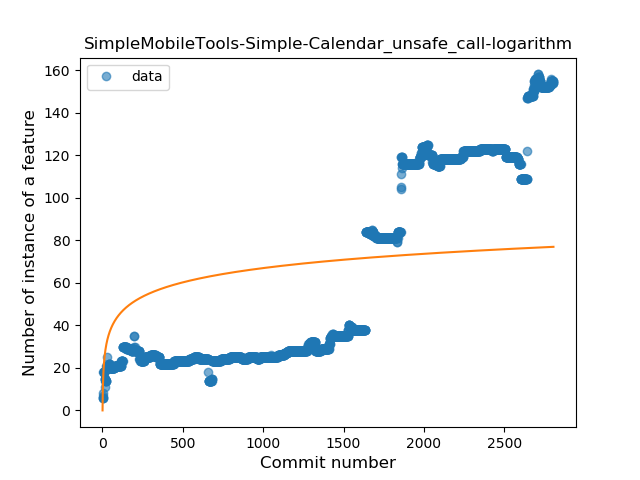 SimpleMobileTools-Simple-Calendar_unsafe_call-logarithm
data
Number of instance of a feature
160
140
120
100
80
60
40
20
0
0 500 1000 1500 2000 2500
Commit number